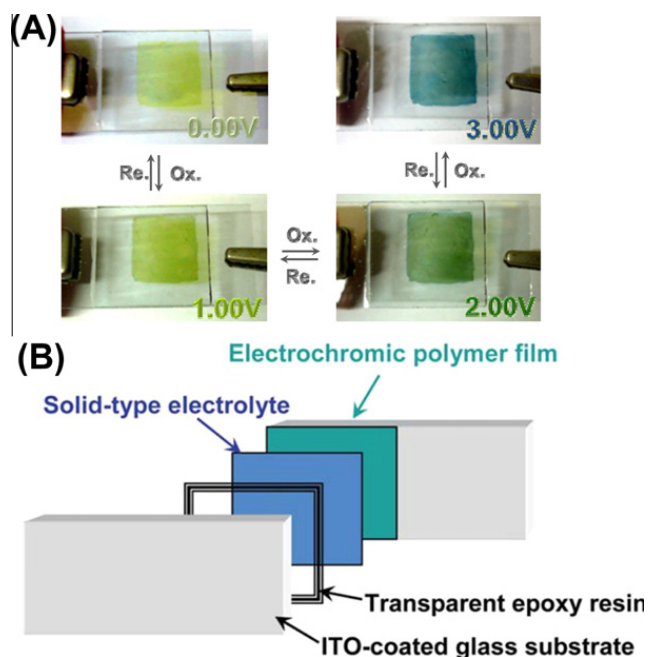 (A)
0.00V
3.00V
Re. Ox.
Re. Ox.
Ox.
Re.
1.00V
2.00V
(B)
Electrochromic polymer film
Solid-type electrolyte
Transparent epoxy resin
ITO-coated glass substrate